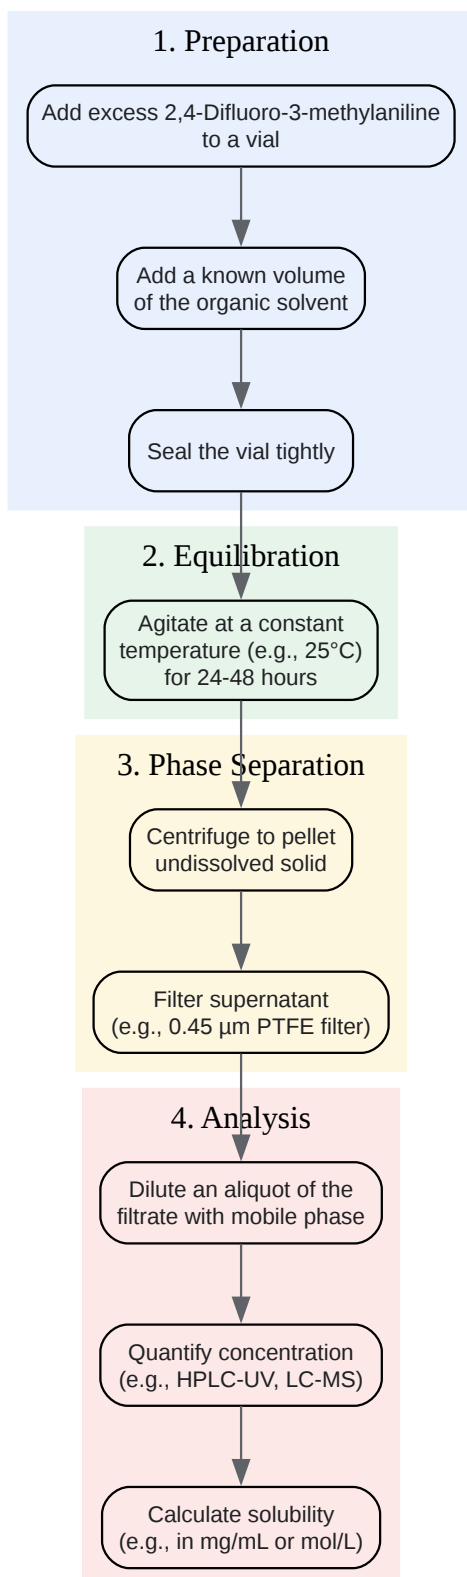 1. Preparation
Add excess 2,4-Difluoro-3-methylaniline
to a vial
Add a known volume
of the organic solvent
Seal the vial tightly
2. Equilibration
Agitate at a constant
temperature (e.g., 25°C)
for 24-48 hours
3. Phase Separation
Centrifuge to pellet
undissolved solid
Filter supernatant
(e.g., 0.45 µm PTFE filter)
4. Analysis
Dilute an aliquot of the
filtrate with mobile phase
Quantify concentration
(e.g., HPLC-UV, LC-MS)
Calculate solubility
(e.g., in mg/mL or mol/L)